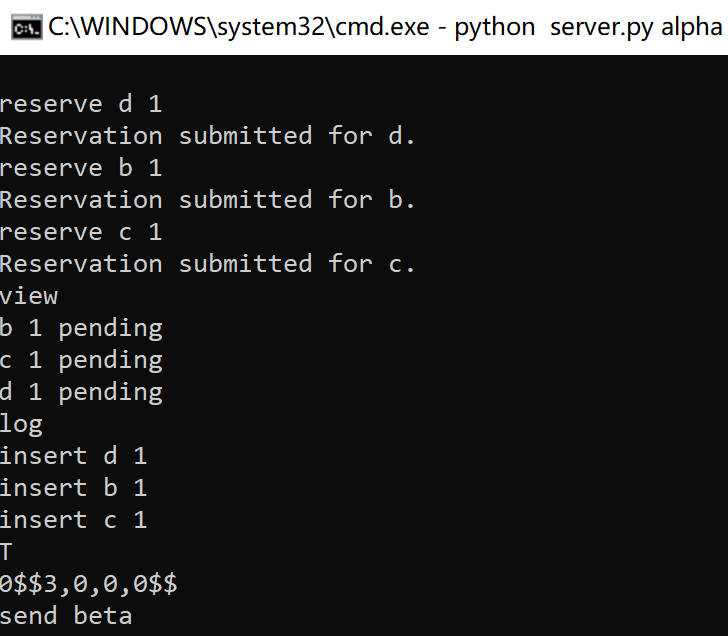 C:\WINDOWS\system32\cmd.exe - python  server.py alpha
reserve d 1
Reservation submitted for d.
reserve b 1
Reservation submitted for b.
reserve c 1
Reservation submitted for c.
view
b 1 pending
c 1 pending
d 1 pending
log
insert d 1
insert b 1
insert c 1
T
0$$3,0,0,0$$
send beta